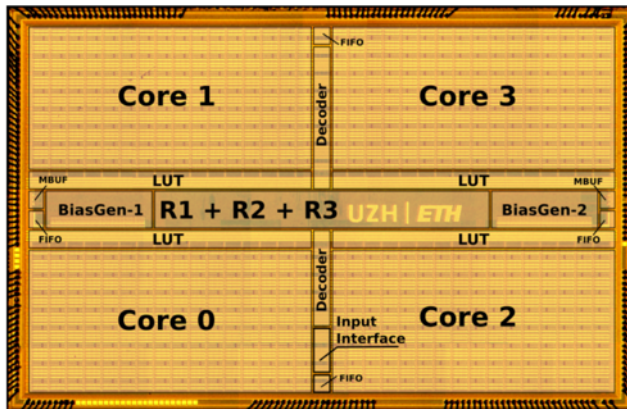 FIFO
Core 1
Decoder
Core 3
MBUF
LUT
LUT
MBUF
BiasGen-1
R1 + R2 + R3
UZH | ETH
BiasGen-2
FIFO
LUT
LUT
FIFO
Core 0
Decoder
Core 2
Input
Interface
FIFO